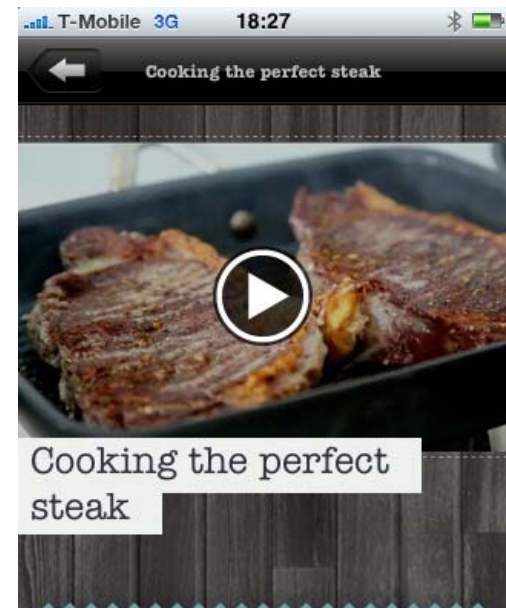 T-Mobile 3G 18:27
Cooking the perfect steak
Cooking the perfect
steak